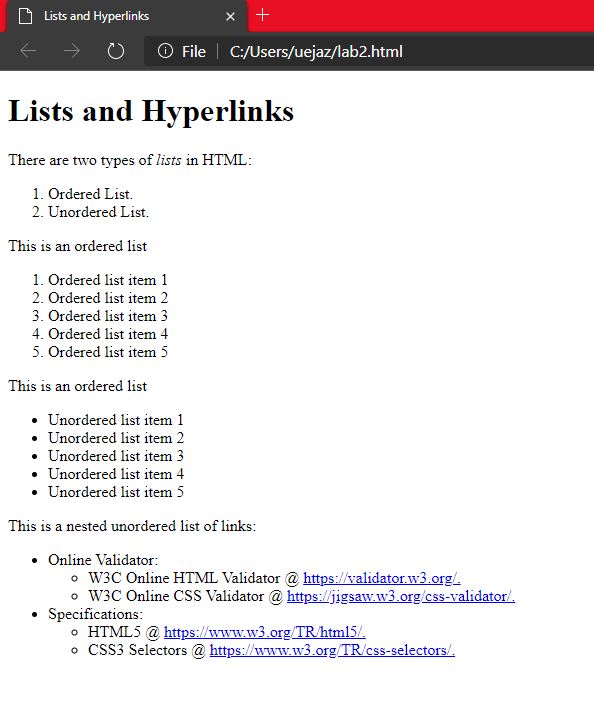 Lists and Hyperlinks
File C:/Users/uejaz/lab2.html
Lists and Hyperlinks
There are two types of lists in HTML:
1. Ordered List.
2. Unordered List.
This is an ordered list
1. Ordered list item 1
2. Ordered list item 2
3. Ordered list item 3
4. Ordered list item 4
5. Ordered list item 5
This is an ordered list
• Unordered list item 1
• Unordered list item 2
• Unordered list item 3
• Unordered list item 4
• Unordered list item 5
This is a nested unordered list of links:
• Online Validator:
◦ W3C Online HTML Validator @ https://validator.w3.org/.
◦ W3C Online CSS Validator @ https://jigsaw.w3.org/css-validator/.
• Specifications:
◦ HTML5 @ https://www.w3.org/TR/html5/.
◦ CSS3 Selectors @ https://www.w3.org/TR/css-selectors/.